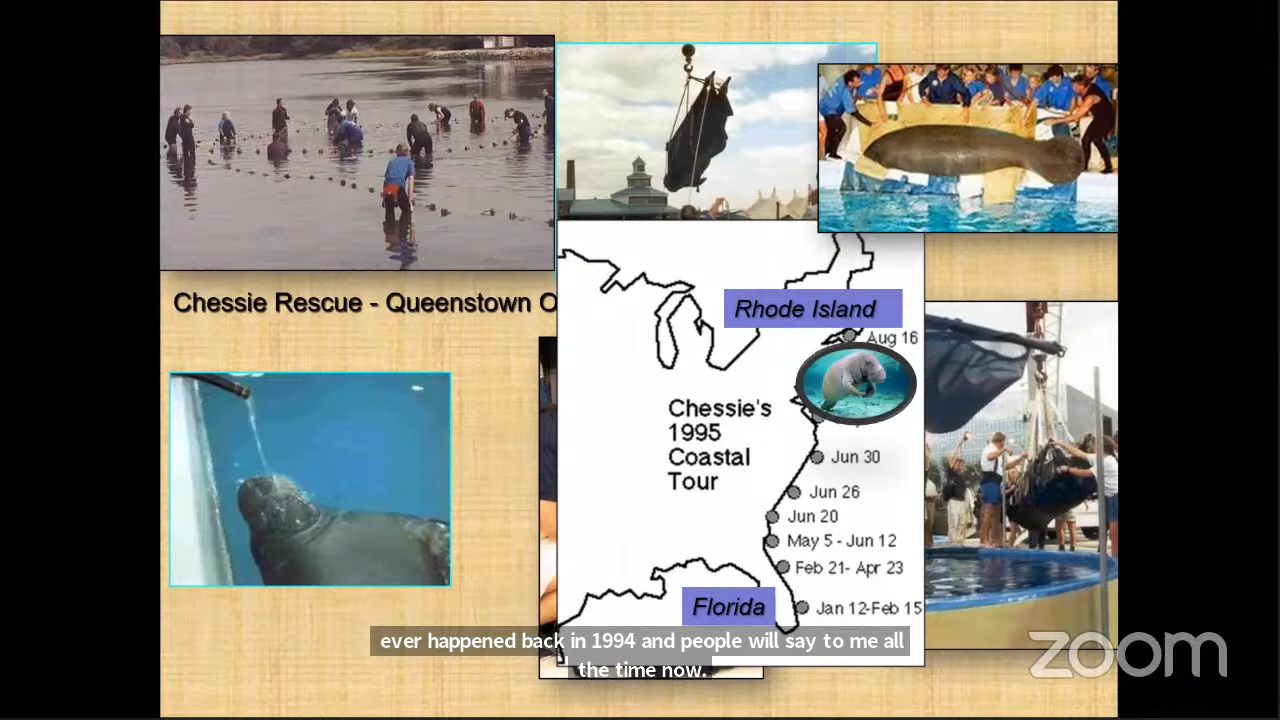 Chessie Rescue - Queenstown
Rhode Island
Aug 16
Chessie's
1995
Coastal
Tour
Jun 30
Jun 26
Jun 20
May 5 - Jun 12
Feb 21- Apr 23
Florida
Jan 12-Feb 15
ever happened back in 1994 and people will say to me all
the time now.
zoom